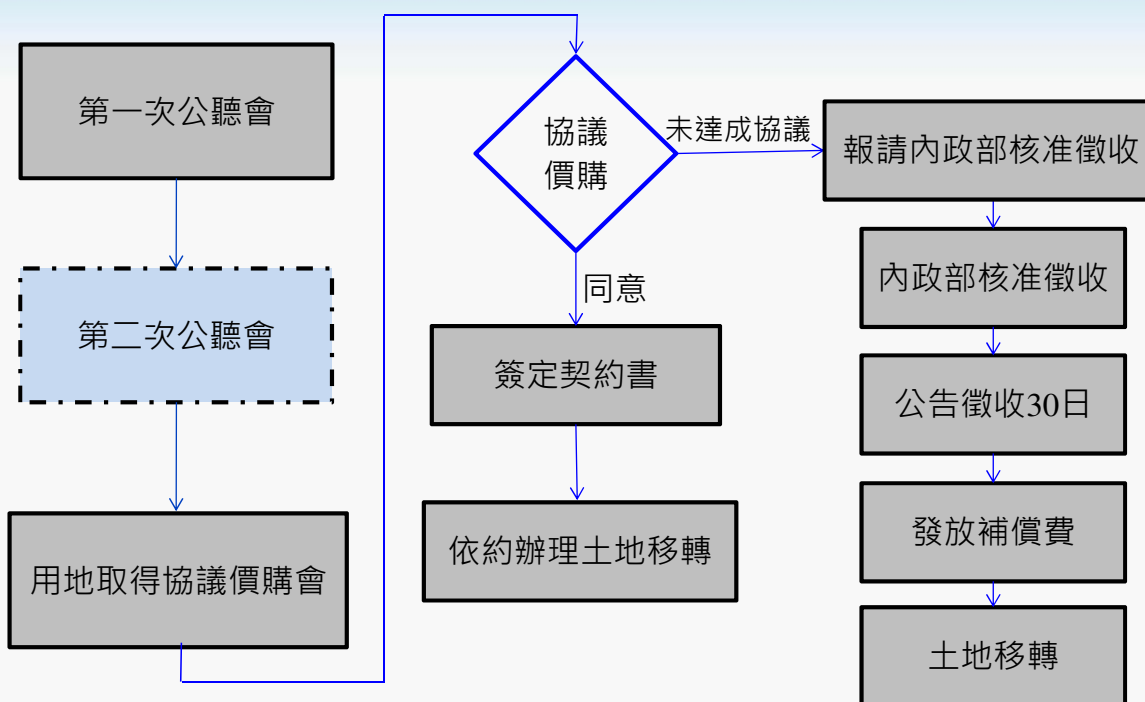 第一次公聽會
第二次公聽會
用地取得協議價購會
協議
價購
未達成協議
同意
簽定契約書
依約辦理土地移轉
報請內政部核准徵收
內政部核准徵收
公告徵收30日
發放補償費
土地移轉